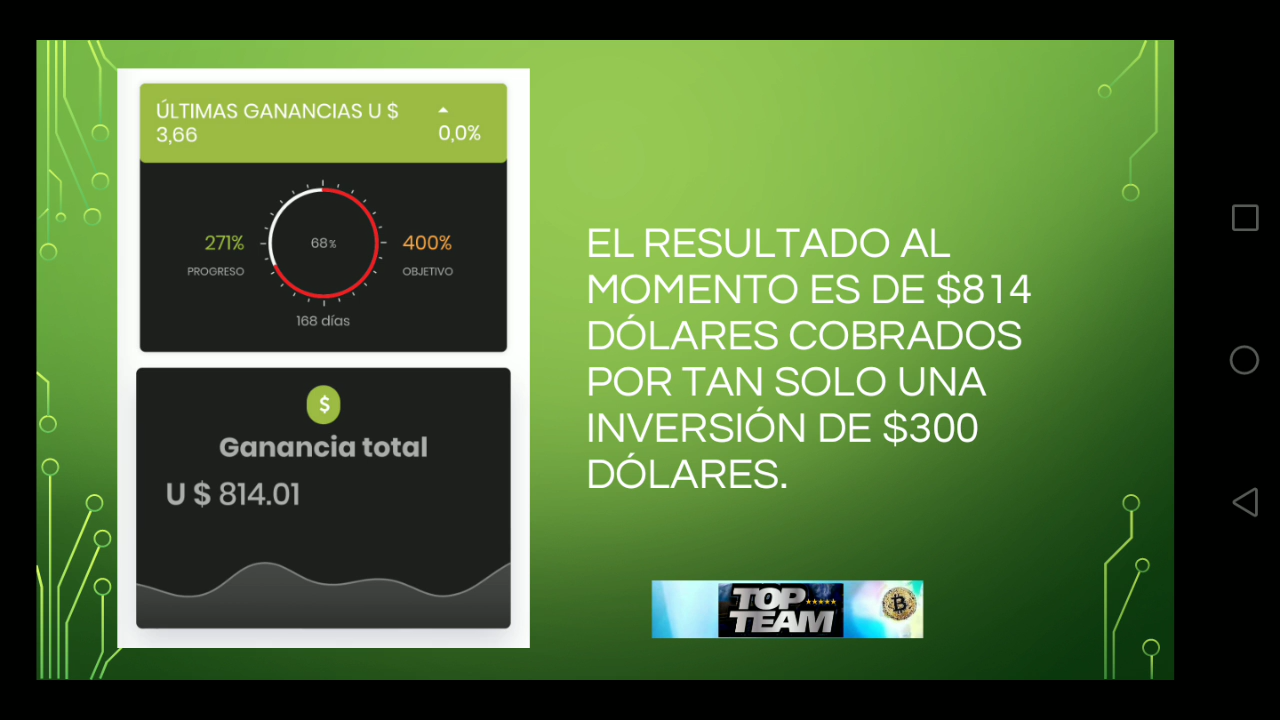 ÚLTIMAS GANANCIAS U $
3,66
0,0%
271%
PROGRESO
68%
400%
OBJETIVO
168 días
$
Ganancia total
U $ 814.01
EL RESULTADO AL
MOMENTO ES DE $814
DÓLARES COBRADOS
POR TAN SOLO UNA
INVERSIÓN DE $300
DÓLARES.
TOP
TEAM